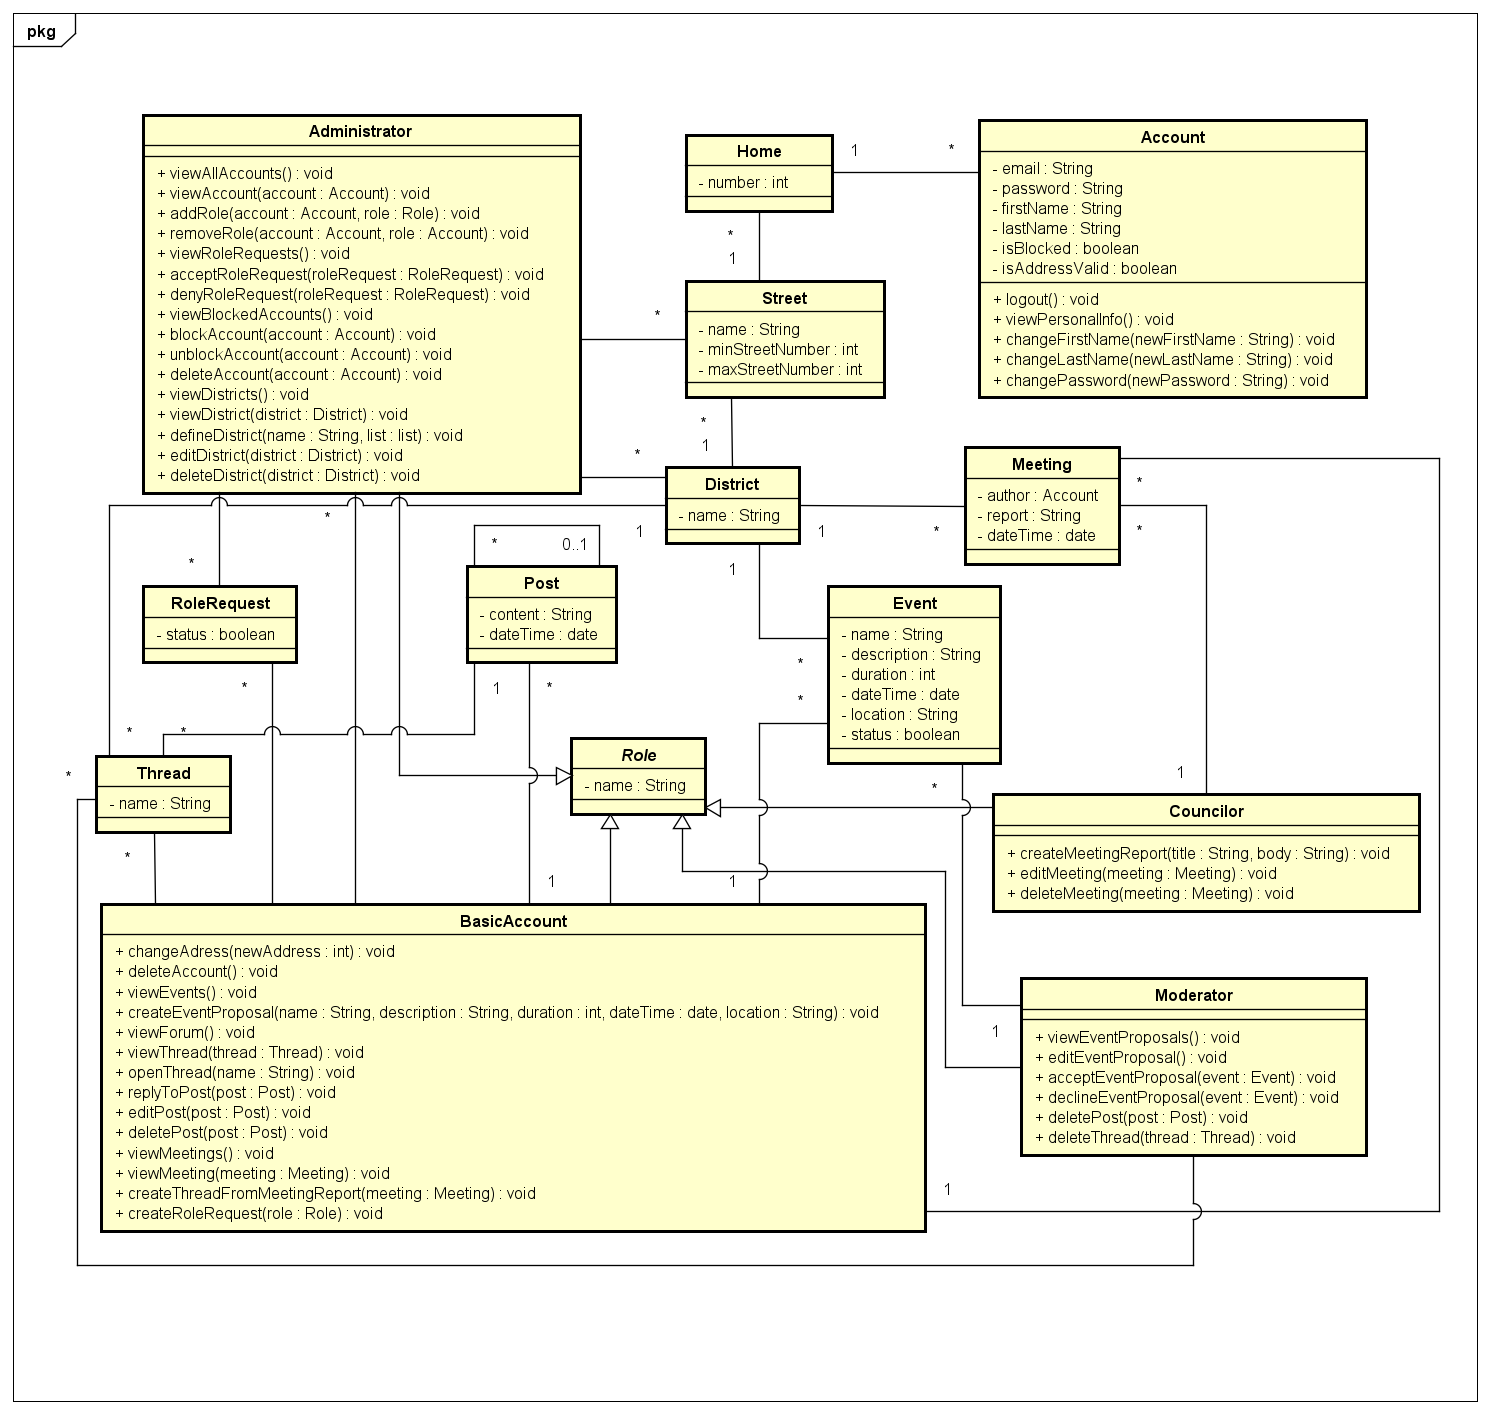 pkg
Administrator
+ viewAllAccounts() : void
+ viewAccount(account : Account) : void
+ addRole(account : Account, role : Role) : void
+ removeRole(account : Account, role : Account) : void
+ viewRoleRequests() : void
+ acceptRoleRequest(roleRequest : RoleRequest) : void
+ denyRoleRequest(roleRequest : RoleRequest) : void
+ viewBlockedAccounts() : void
+ blockAccount(account : Account) : void
+ unblockAccount(account : Account) : void
+ deleteAccount(account : Account) : void
+ viewDistricts() : void
+ viewDistrict(district : District) : void
+ defineDistrict(name : String, list : list) : void
+ editDistrict(district : District) : void
+ deleteDistrict(district : District) : void
Home
- number : int
1
*
Account
- email : String
- password : String
- firstName : String
- lastName : String
- isBlocked : boolean
- isAddressValid : boolean
+ logout() : void
+ viewPersonalInfo() : void
+ changeFirstName(newFirstName : String) : void
+ changeLastName(newLastName : String) : void
+ changePassword(newPassword : String) : void
*
1
*
Street
- name : String
- minStreetNumber : int
- maxStreetNumber : int
*
1
*
District
- name : String
Meeting
- author : Account
- report : String
- dateTime : date
*
*
*
1
1
*
1
*
*
0..1
RoleRequest
- status : boolean
Post
- content : String
- dateTime : date
Event
- name : String
- description : String
- duration : int
- dateTime : date
- location : String
- status : boolean
*
*
*
1
*
*
*
*
Thread
- name : String
Role
- name : String
1
*
Councilor
+ createMeetingReport(title : String, body : String) : void
+ editMeeting(meeting : Meeting) : void
+ deleteMeeting(meeting : Meeting) : void
*
1
1
BasicAccount
+ changeAdress(newAddress : int) : void
+ deleteAccount() : void
+ viewEvents() : void
+ createEventProposal(name : String, description : String, duration : int, dateTime : date, location : String) : void
+ viewForum() : void
+ viewThread(thread : Thread) : void
+ openThread(name : String) : void
+ replyToPost(post : Post) : void
+ editPost(post : Post) : void
+ deletePost(post : Post) : void
+ viewMeetings() : void
+ viewMeeting(meeting : Meeting) : void
+ createThreadFromMeetingReport(meeting : Meeting) : void
+ createRoleRequest(role : Role) : void
1
Moderator
+ viewEventProposals() : void
+ editEventProposal() : void
+ acceptEventProposal(event : Event) : void
+ declineEventProposal(event : Event) : void
+ deletePost(post : Post) : void
+ deleteThread(thread : Thread) : void
1